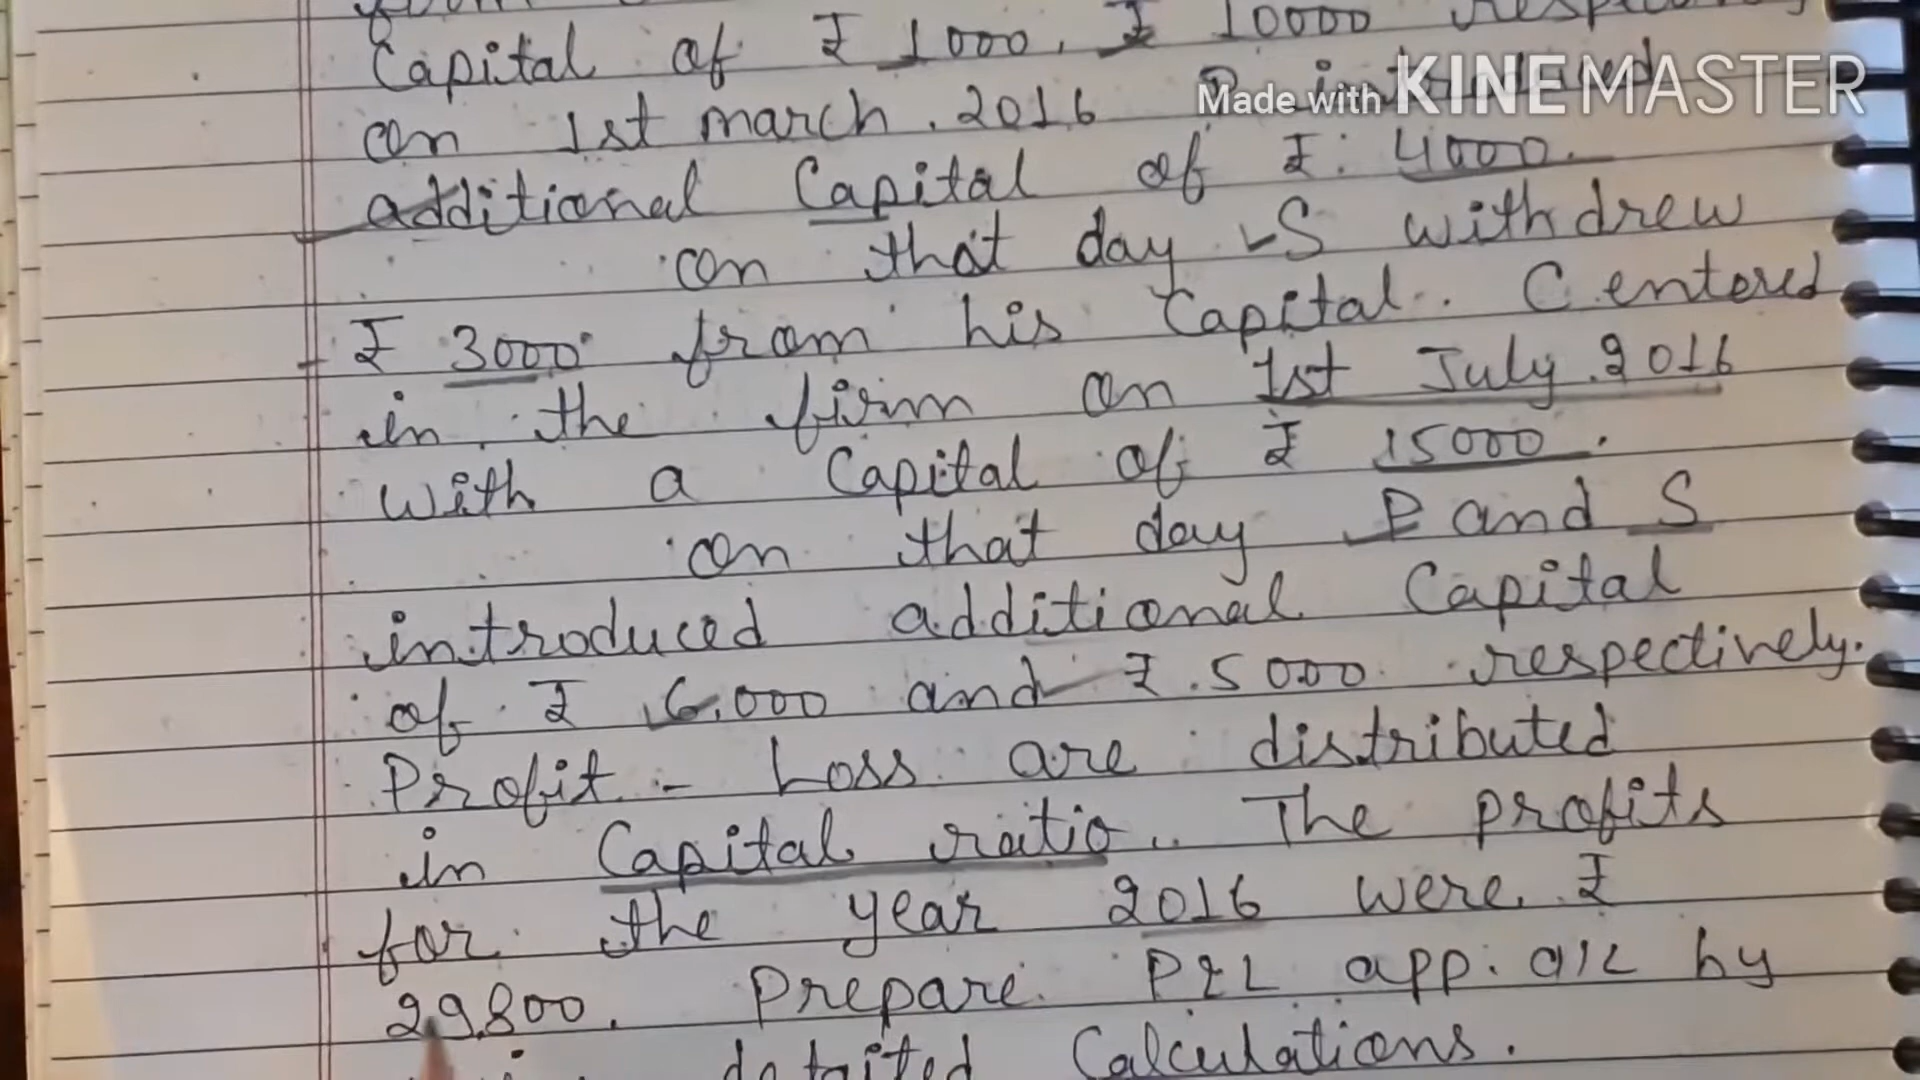 Capital of ₹ 1000, ₹ 10000
on 1st march. 2016 P introduced
Made with KINEMASTER
additional Capital of ₹. 4000.
on that day S withdrew
₹ 3000 from his Capital. C entered
in the firm on 1st July 2016
with a Capital of ₹ 15000.
on that day P and S
introduced additional Capital
of ₹ 6,000 and ₹ 5000 respectively.
Profit - Loss are distributed
in Capital ratio. The profits
for the year 2016 were ₹
29,800. Prepare P&L app. a/c by
detailed Calculations.